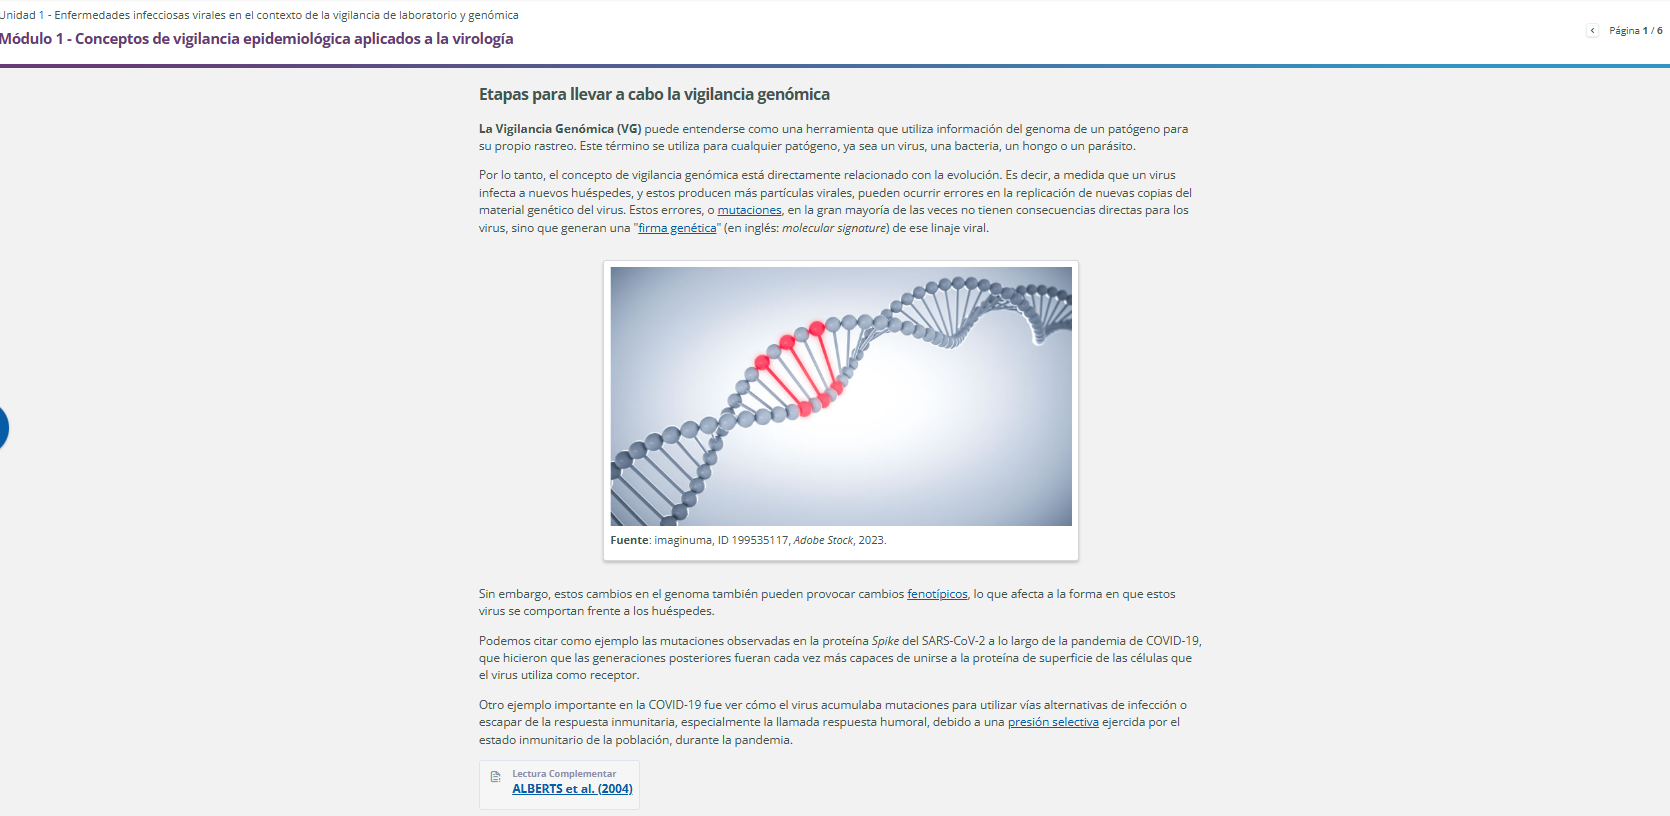 Unidad 1 - Enfermedades infecciosas virales en el contexto de la vigilancia de laboratorio y genómica
Módulo 1 - Conceptos de vigilancia epidemiológica aplicados a la virología
Página 1 / 6
Etapas para llevar a cabo la vigilancia genómica
La Vigilancia Genómica (VG) puede entenderse como una herramienta que utiliza información del genoma de un patógeno para
su propio rastreo. Este término se utiliza para cualquier patógeno, ya sea un virus, una bacteria, un hongo o un parásito.
Por lo tanto, el concepto de vigilancia genómica está directamente relacionado con la evolución. Es decir, a medida que un virus
infecta a nuevos huéspedes, y estos producen más partículas virales, pueden ocurrir errores en la replicación de nuevas copias del
material genético del virus. Estos errores, o mutaciones, en la gran mayoría de las veces no tienen consecuencias directas para los
virus, sino que generan una "firma genética" (en inglés: molecular signature) de ese linaje viral.
Fuente: imaginuma, ID 199535117, Adobe Stock, 2023.
Sin embargo, estos cambios en el genoma también pueden provocar cambios fenotípicos, lo que afecta a la forma en que estos
virus se comportan frente a los huéspedes.
Podemos citar como ejemplo las mutaciones observadas en la proteína Spike del SARS-CoV-2 a lo largo de la pandemia de COVID-19,
que hicieron que las generaciones posteriores fueran cada vez más capaces de unirse a la proteína de superficie de las células que
el virus utiliza como receptor.
Otro ejemplo importante en la COVID-19 fue ver cómo el virus acumulaba mutaciones para utilizar vías alternativas de infección o
escapar de la respuesta inmunitaria, especialmente la llamada respuesta humoral, debido a una presión selectiva ejercida por el
estado inmunitario de la población, durante la pandemia.
Lectura Complementar
ALBERTS et al. (2004)